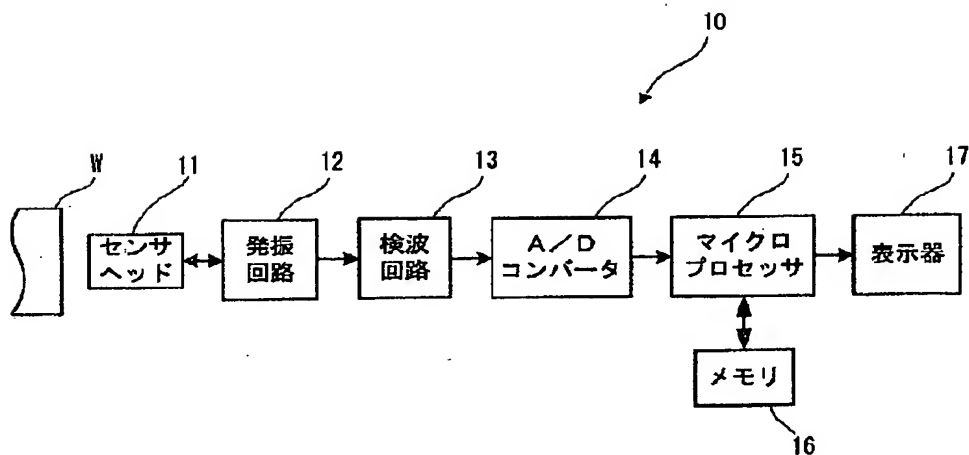 10
W
11
12
13
14
15
17
センサ
ヘッド
発振
回路
検波
回路
A/D
コンバータ
マイクロ
プロセッサ
表示器
メモリ
16